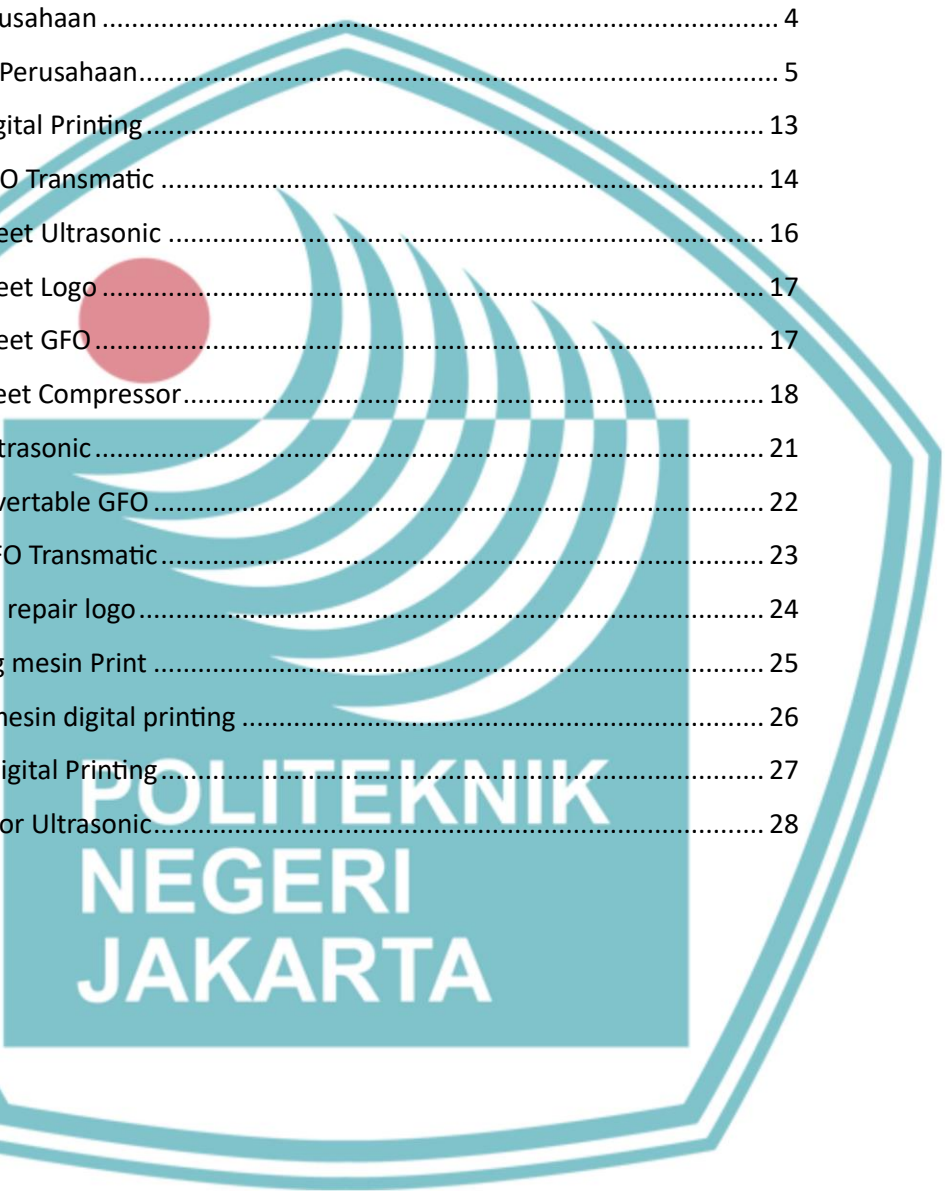 usahaan ........................................................................ 4
Perusahaan........................................................................ 5
gital Printing........................................................................ 13
O Transmatic ........................................................................ 14
eet Ultrasonic ........................................................................ 16
eet Logo ........................................................................ 17
eet GFO........................................................................ 17
eet Compressor........................................................................ 18
trasonic ........................................................................ 21
vertable GFO ........................................................................ 22
FO Transmatic ........................................................................ 23
repair logo ........................................................................ 24
g mesin Print ........................................................................ 25
mesin digital printing ........................................................................ 26
igital Printing........................................................................ 27
or Ultrasonic........................................................................ 28
POLITEKNIK
NEGERI
JAKARTA